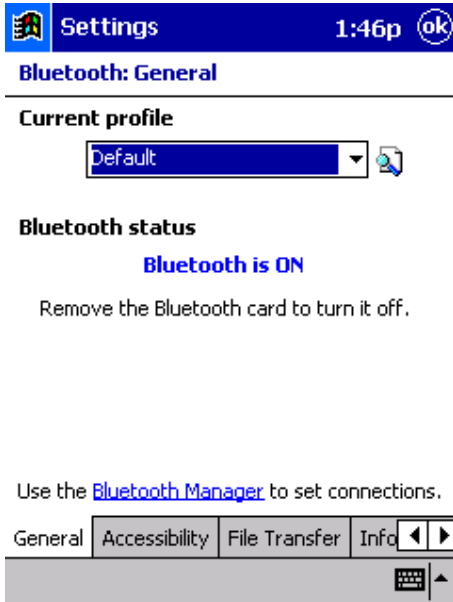 Settings 1:46p ok
Bluetooth: General
Current profile
Default
Bluetooth status
Bluetooth is ON
Remove the Bluetooth card to turn it off.
Use the Bluetooth Manager to set connections.
General Accessibility File Transfer Info